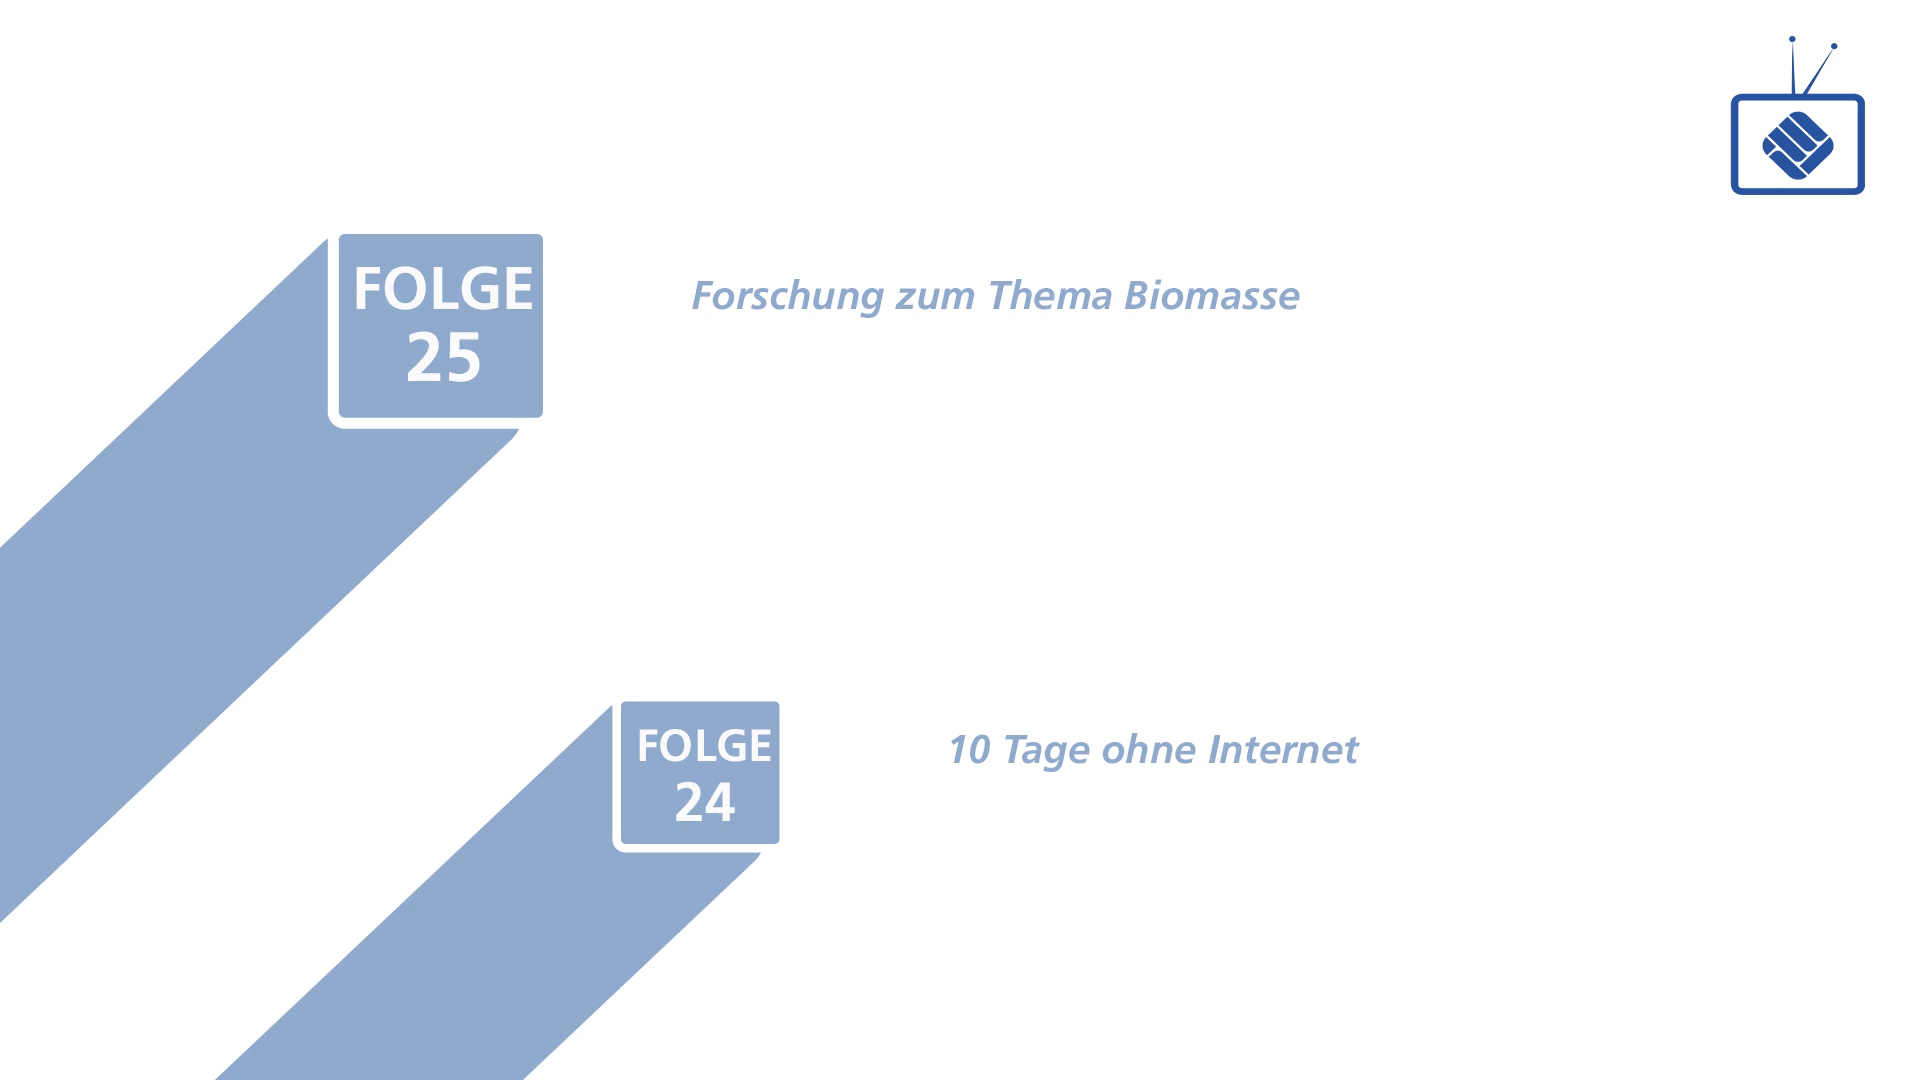 FOLGE
25
Forschung zum Thema Biomasse
FOLGE
24
10 Tage ohne Internet